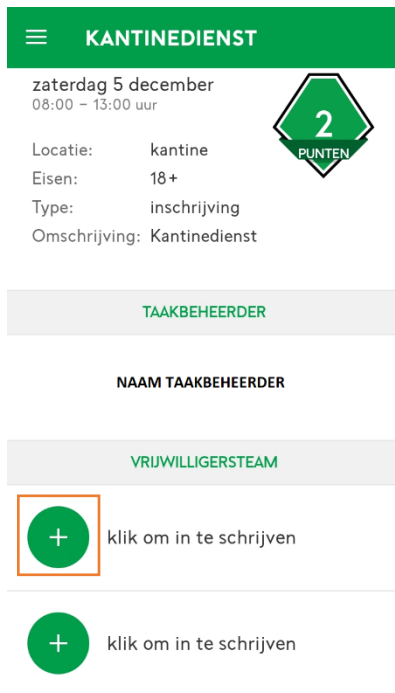 KANTINEDIENST
zaterdag 5 december
08:00 – 13:00 uur
2
PUNTEN
Locatie: kantine
Eisen: 18+
Type: inschrijving
Omschrijving: Kantinedienst
TAAKBEHEERDER
NAAM TAAKBEHEERDER
VRIJWILLIGERSTEAM
+ klik om in te schrijven
+ klik om in te schrijven